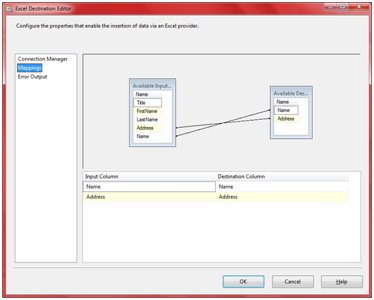 Excel Destination Editor
Configure the properties that enable the insertion of data via an Excel provider.
Connection Manager
Mappings
Error Output
Available Input...
Name
Title
FirstName
LastName
Address
Name
Available Des...
Name
Name
Address
Input Column Destination Column
Name Name
Address Address
OK Cancel Help